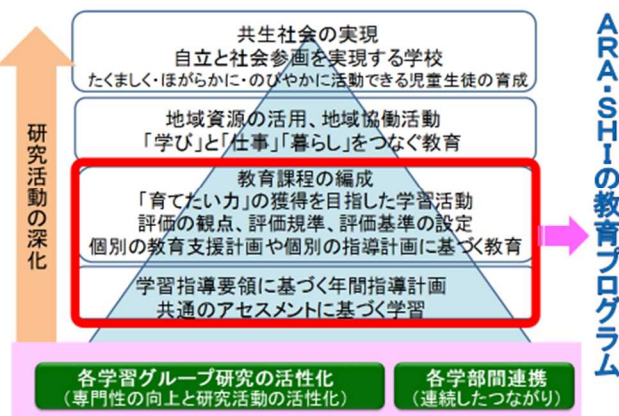 共生社会の実現
自立と社会参画を実現する学校
たくましく・ほがらかに・のびやかに活動できる児童生徒の育成
地域資源の活用、地域協働活動
「学び」と「仕事」「暮らし」をつなぐ教育
教育課程の編成
「育てたい力」の獲得を目指した学習活動
評価の観点、評価規準、評価基準の設定
個別の教育支援計画や個別の指導計画に基づく教育
学習指導要領に基づく年間指導計画
共通のアセスメントに基づく学習
研究活動の深化
ARA・SHIの教育プログラム
各学習グループ研究の活性化
(専門性の向上と研究活動の活性化)
各学部間連携
(連続したつながり)